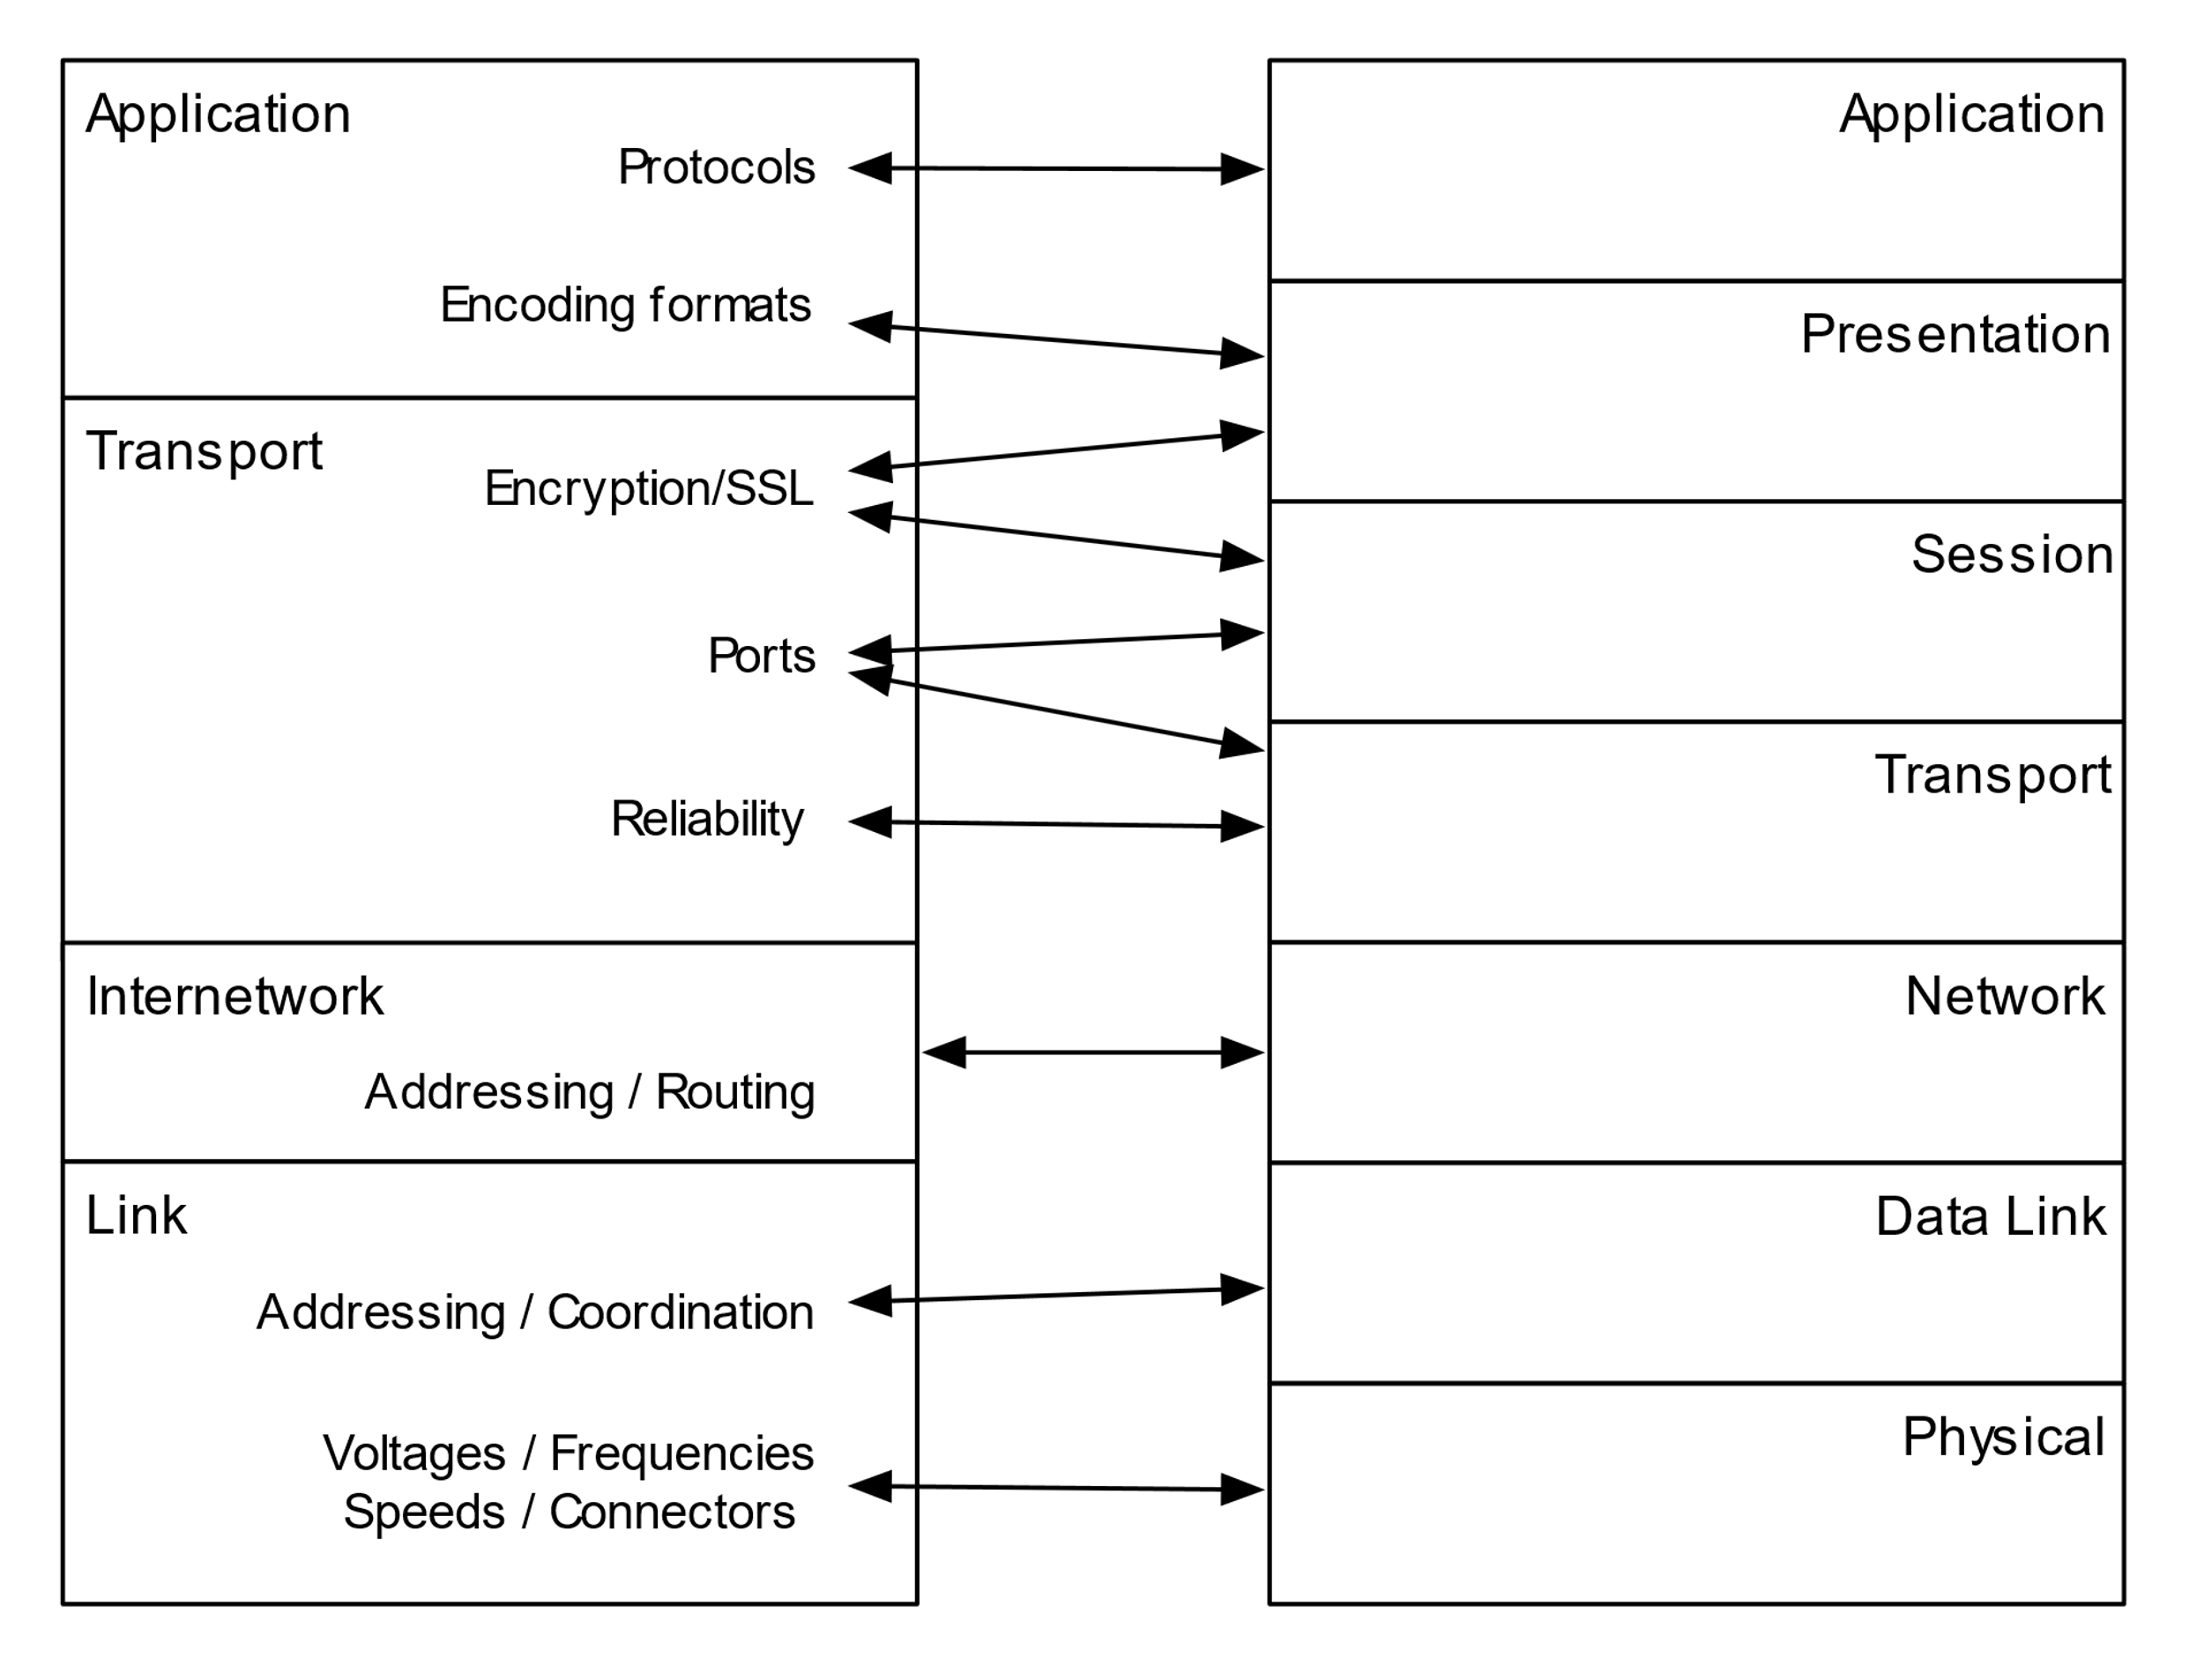 Application
Protocols
Encoding formats
Transport
Encryption/SSL
Ports
Reliability
Internetwork
Addressing / Routing
Link
Addressing / Coordination
Voltages / Frequencies
Speeds / Connectors
Application
Presentation
Session
Transport
Network
Data Link
Physical